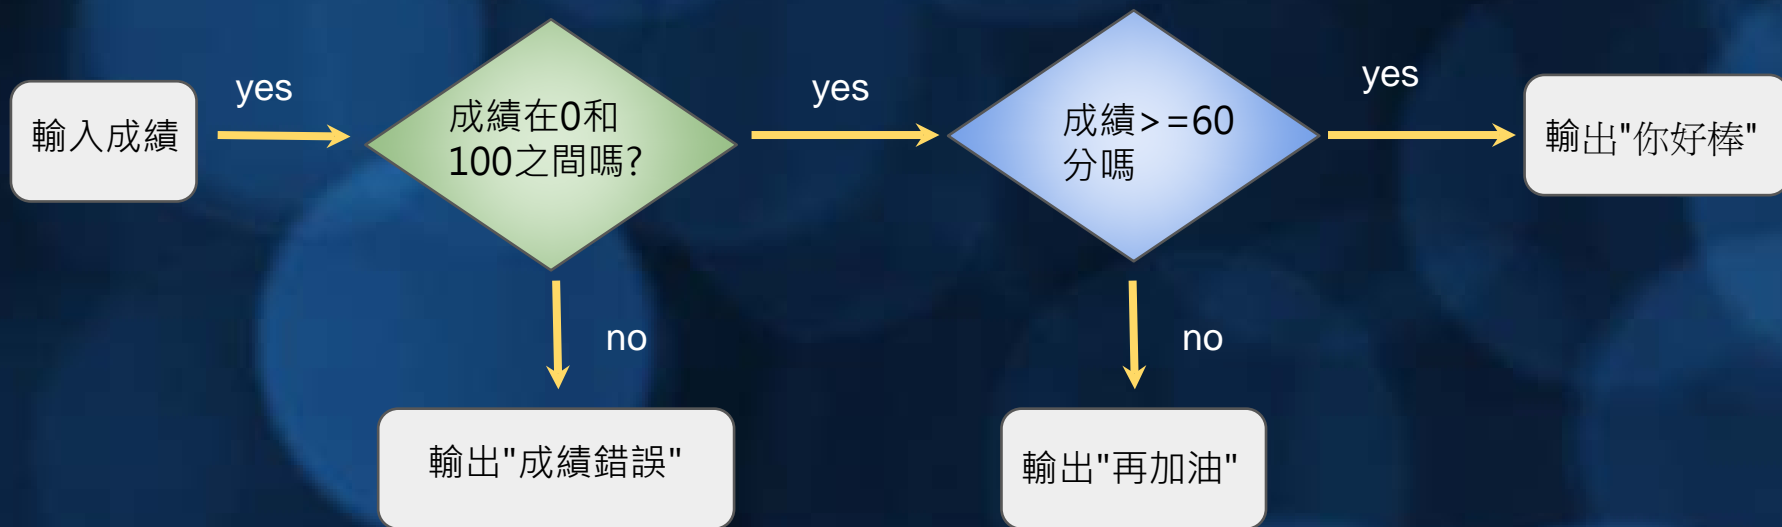 輸入成績
yes
成績在0和
100之間嗎?
yes
成績>=60
分嗎
yes
輸出"你好棒"
no
輸出"成績錯誤"
no
輸出"再加油"